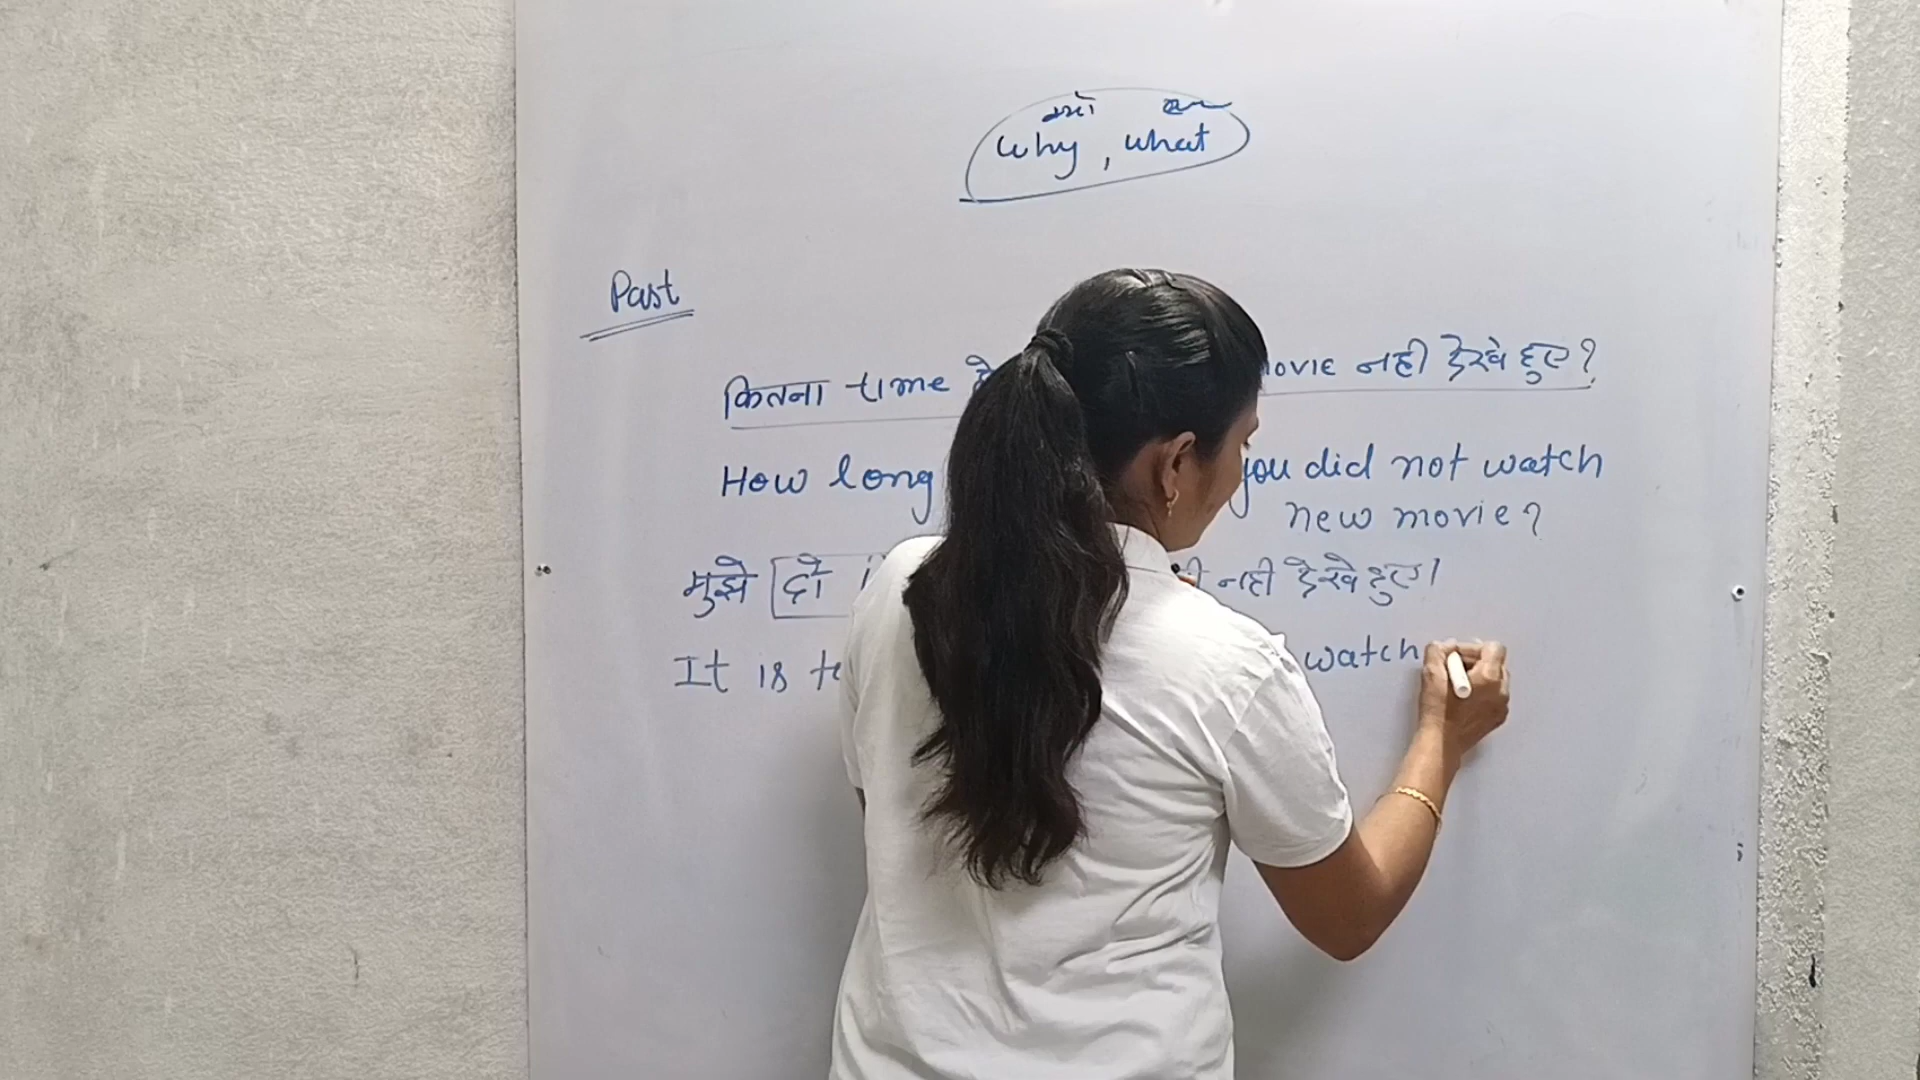 क्यों
why, what
Past
कितना time movie नही देखे हुए?
How long you did not watch
new movie?
मुझे दो नही देखे हुए।
It is watch